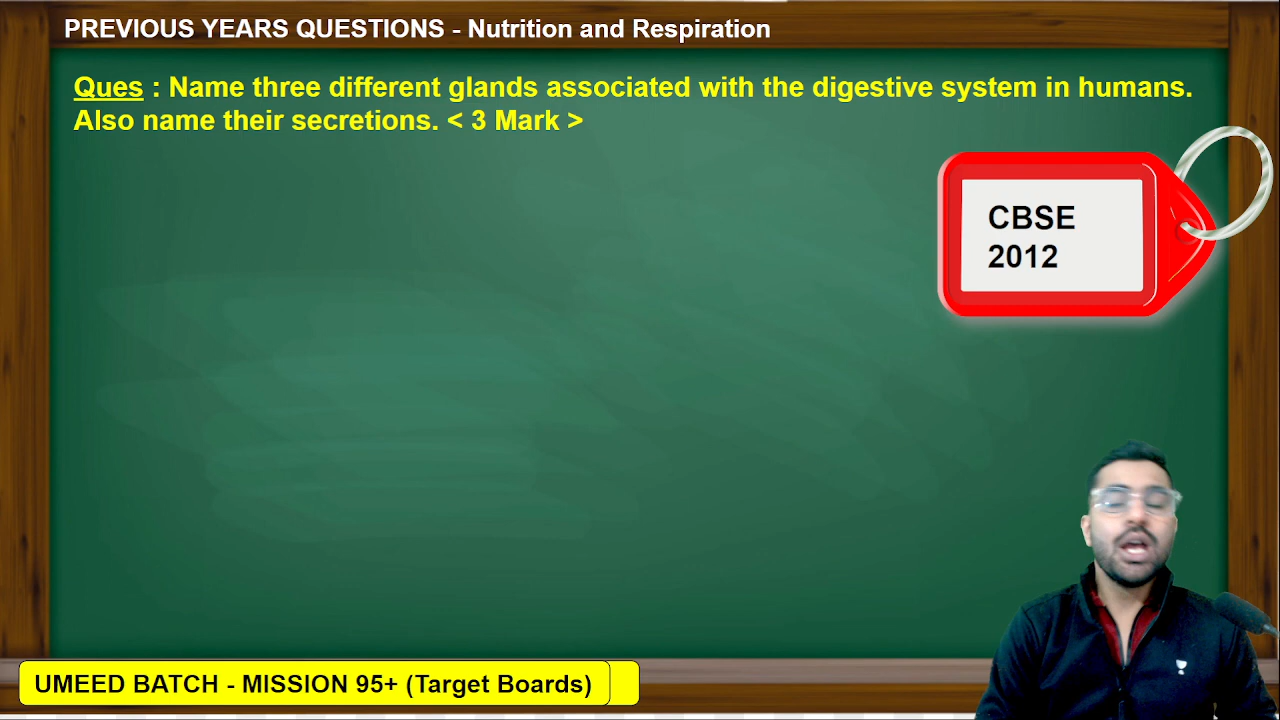 PREVIOUS YEARS QUESTIONS - Nutrition and Respiration
Ques : Name three different glands associated with the digestive system in humans.
Also name their secretions. < 3 Mark >
CBSE
2012
UMEED BATCH - MISSION 95+ (Target Boards)